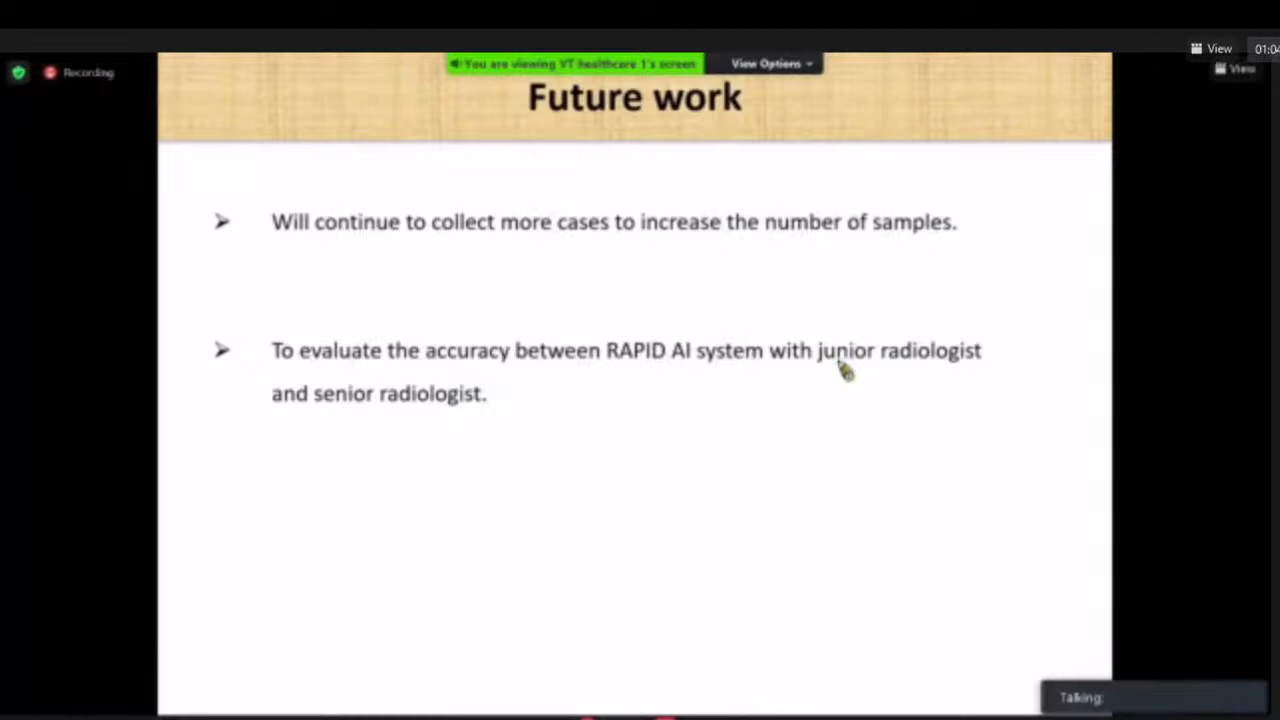 View
01:04
Recording
You are viewing VT healthcare 1's screen
View Options
View
Future work
➢ Will continue to collect more cases to increase the number of samples.
➢ To evaluate the accuracy between RAPID AI system with junior radiologist
and senior radiologist.
Talking: